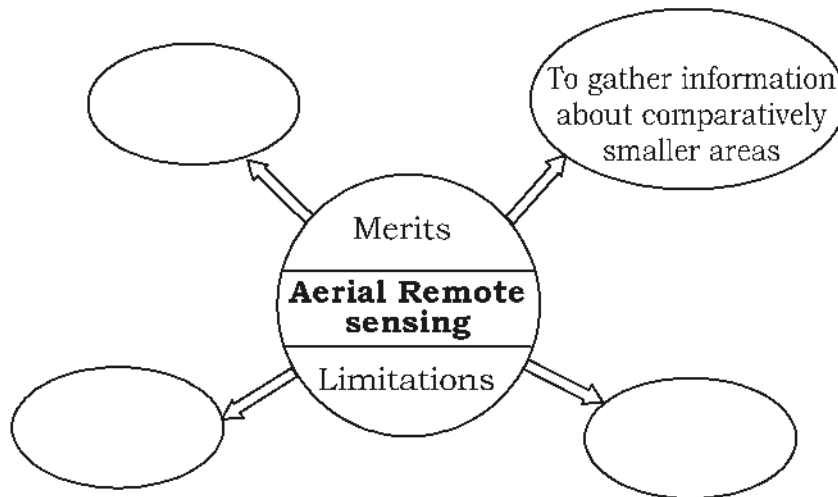 To gather information
about comparatively
smaller areas
Merits
Aerial Remote
sensing
Limitations